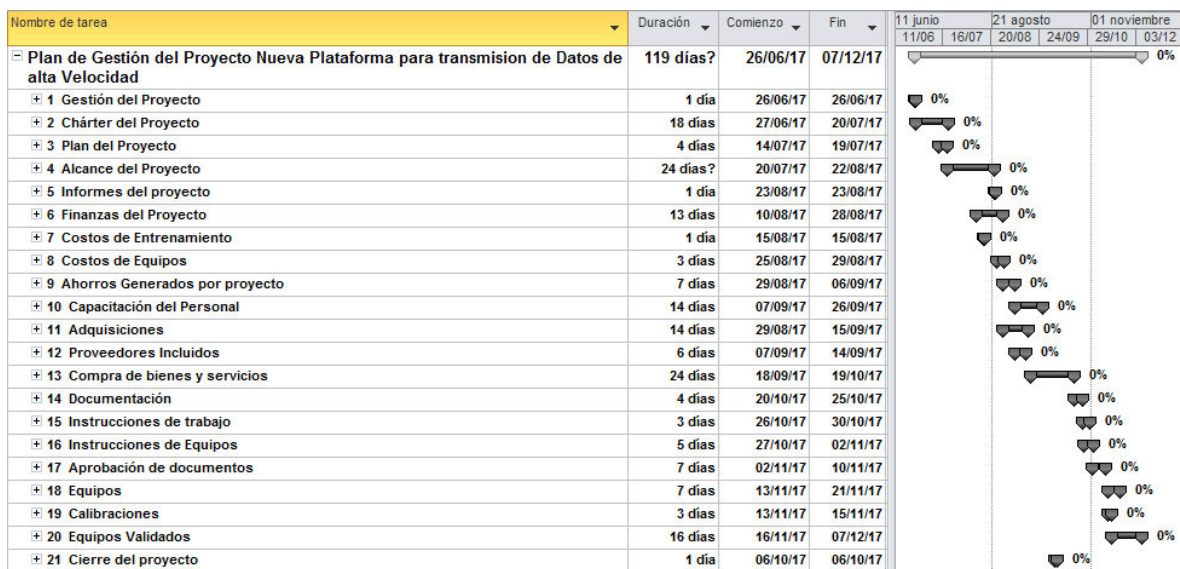 Nombre de tarea Duración Comienzo Fin 11 junio 21 agosto 01 noviembre
11/06 16/07 20/08 24/09 29/10 03/12
Plan de Gestión del Proyecto Nueva Plataforma para transmision de Datos de 119 días? 26/06/17 07/12/17 0%
alta Velocidad
1 Gestión del Proyecto 1 día 26/06/17 26/06/17 0%
2 Chárter del Proyecto 18 días 27/06/17 20/07/17 0%
3 Plan del Proyecto 4 días 14/07/17 19/07/17 0%
4 Alcance del Proyecto 24 días? 20/07/17 22/08/17 0%
5 Informes del proyecto 1 día 23/08/17 23/08/17 0%
6 Finanzas del Proyecto 13 días 10/08/17 28/08/17 0%
7 Costos de Entrenamiento 1 día 15/08/17 15/08/17 0%
8 Costos de Equipos 3 días 25/08/17 29/08/17 0%
9 Ahorros Generados por proyecto 7 días 29/08/17 06/09/17 0%
10 Capacitación del Personal 14 días 07/09/17 26/09/17 0%
11 Adquisiciones 14 días 29/08/17 15/09/17 0%
12 Proveedores Incluidos 6 días 07/09/17 14/09/17 0%
13 Compra de bienes y servicios 24 días 18/09/17 19/10/17 0%
14 Documentación 4 días 20/10/17 25/10/17 0%
15 Instrucciones de trabajo 3 días 26/10/17 30/10/17 0%
16 Instrucciones de Equipos 5 días 27/10/17 02/11/17 0%
17 Aprobación de documentos 7 días 02/11/17 10/11/17 0%
18 Equipos 7 días 13/11/17 21/11/17 0%
19 Calibraciones 3 días 13/11/17 15/11/17 0%
20 Equipos Validados 16 días 16/11/17 07/12/17 0%
21 Cierre del proyecto 1 día 06/10/17 06/10/17 0%